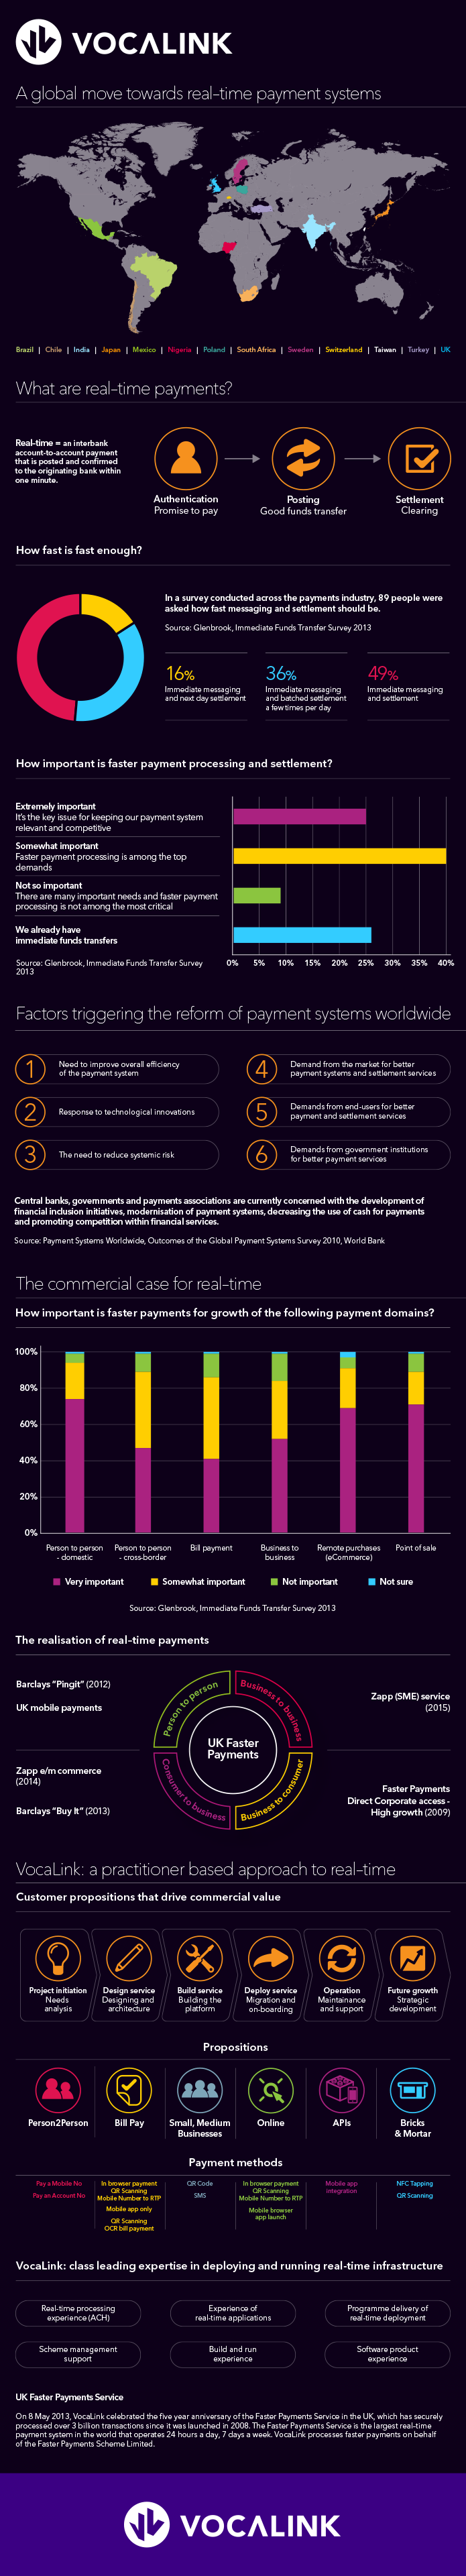 VOCALINK
A global move towards real-time payment systems
Brazil | Chile | India | Japan | Mexico | Nigeria | Poland | South Africa | Sweden | Switzerland | Taiwan | Turkey | UK
What are real-time payments?
Real-time = an interbank
account-to-account payment
that is posted and confirmed
to the originating bank within
one minute.
Authentication
Promise to pay
Posting
Good funds transfer
Settlement
Clearing
How fast is fast enough?
In a survey conducted across the payments industry, 89 people were
asked how fast messaging and settlement should be.
Source: Glenbrook, Immediate Funds Transfer Survey 2013
16%
Immediate messaging
and next day settlement
36%
Immediate messaging
and batched settlement
a few times per day
49%
Immediate messaging
and settlement
How important is faster payment processing and settlement?
Extremely important
It's the key issue for keeping our payment system
relevant and competitive
Somewhat important
Faster payment processing is among the top
demands
Not so important
There are many important needs and faster payment
processing is not among the most critical
We already have
immediate funds transfers
0% 5% 10% 15% 20% 25% 30% 35% 40%
Source: Glenbrook, Immediate Funds Transfer Survey
2013
Factors triggering the reform of payment systems worldwide
1 Need to improve overall efficiency
of the payment system
2 Response to technological innovations
3 The need to reduce systemic risk
4 Demand from the market for better
payment systems and settlement services
5 Demands from end-users for better
payment and settlement services
6 Demands from government institutions
for better payment services
Central banks, governments and payments associations are currently concerned with the development of
financial inclusion initiatives, modernisation of payment systems, decreasing the use of cash for payments
and promoting competition within financial services.
Source: Payment Systems Worldwide, Outcomes of the Global Payment Systems Survey 2010, World Bank
The commercial case for real-time
How important is faster payments for growth of the following payment domains?
100%
80%
60%
40%
20%
0%
Person to person
- domestic
Person to person
- cross-border
Bill payment
Business to
business
Remote purchases
(eCommerce)
Point of sale
Very important
Somewhat important
Not important
Not sure
Source: Glenbrook, Immediate Funds Transfer Survey 2013
The realisation of real-time payments
Barclays "Pingit" (2012)
UK mobile payments
Zapp e/m commerce
(2014)
Barclays "Buy It" (2013)
Person to Person
Business to business
Consumer to business
Business to consumer
UK Faster
Payments
Zapp (SME) service
(2015)
Faster Payments
Direct Corporate access -
High growth (2009)
VocaLink: a practitioner based approach to real-time
Customer propositions that drive commercial value
Project initiation
Needs
analysis
Design service
Designing and
architecture
Build service
Building the
platform
Deploy service
Migration and
on-boarding
Operation
Maintainance
and support
Future growth
Strategic
development
Propositions
Person2Person
Bill Pay
Small, Medium
Businesses
Online
APIs
Bricks
& Mortar
Payment methods
Pay a Mobile No
Pay an Account No
In browser payment
QR Scanning
Mobile Number to RTP
Mobile app only
QR Scanning
OCR bill payment
QR Code
SMS
In browser payment
QR Scanning
Mobile Number to RTP
Mobile browser
app launch
Mobile app
integration
NFC Tapping
QR Scanning
VocaLink: class leading expertise in deploying and running real-time infrastructure
Real-time processing
experience (ACH)
Experience of
real-time applications
Programme delivery of
real-time deployment
Scheme management
support
Build and run
experience
Software product
experience
UK Faster Payments Service
On 8 May 2013, VocaLink celebrated the five year anniversary of the Faster Payments Service in the UK, which has securely
processed over 3 billion transactions since it was launched in 2008. The Faster Payments Service is the largest real-time
payment system in the world that operates 24 hours a day, 7 days a week. VocaLink processes faster payments on behalf
of the Faster Payments Scheme Limited.
VOCALINK